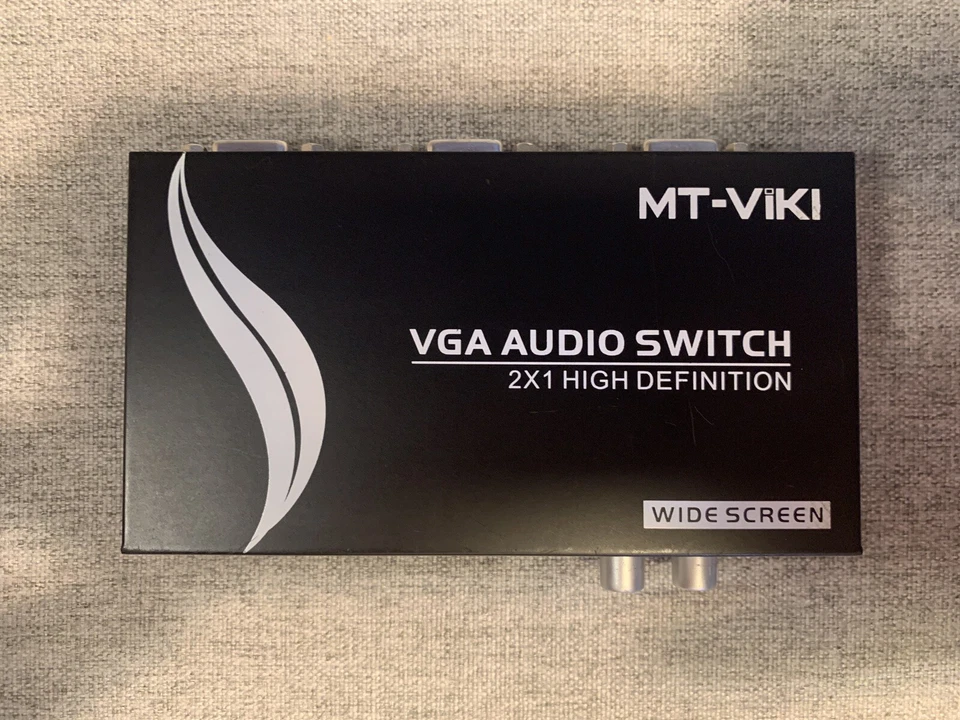 MT-ViKI
VGA AUDIO SWITCH
2X1 HIGH DEFINITION
WIDE SCREEN